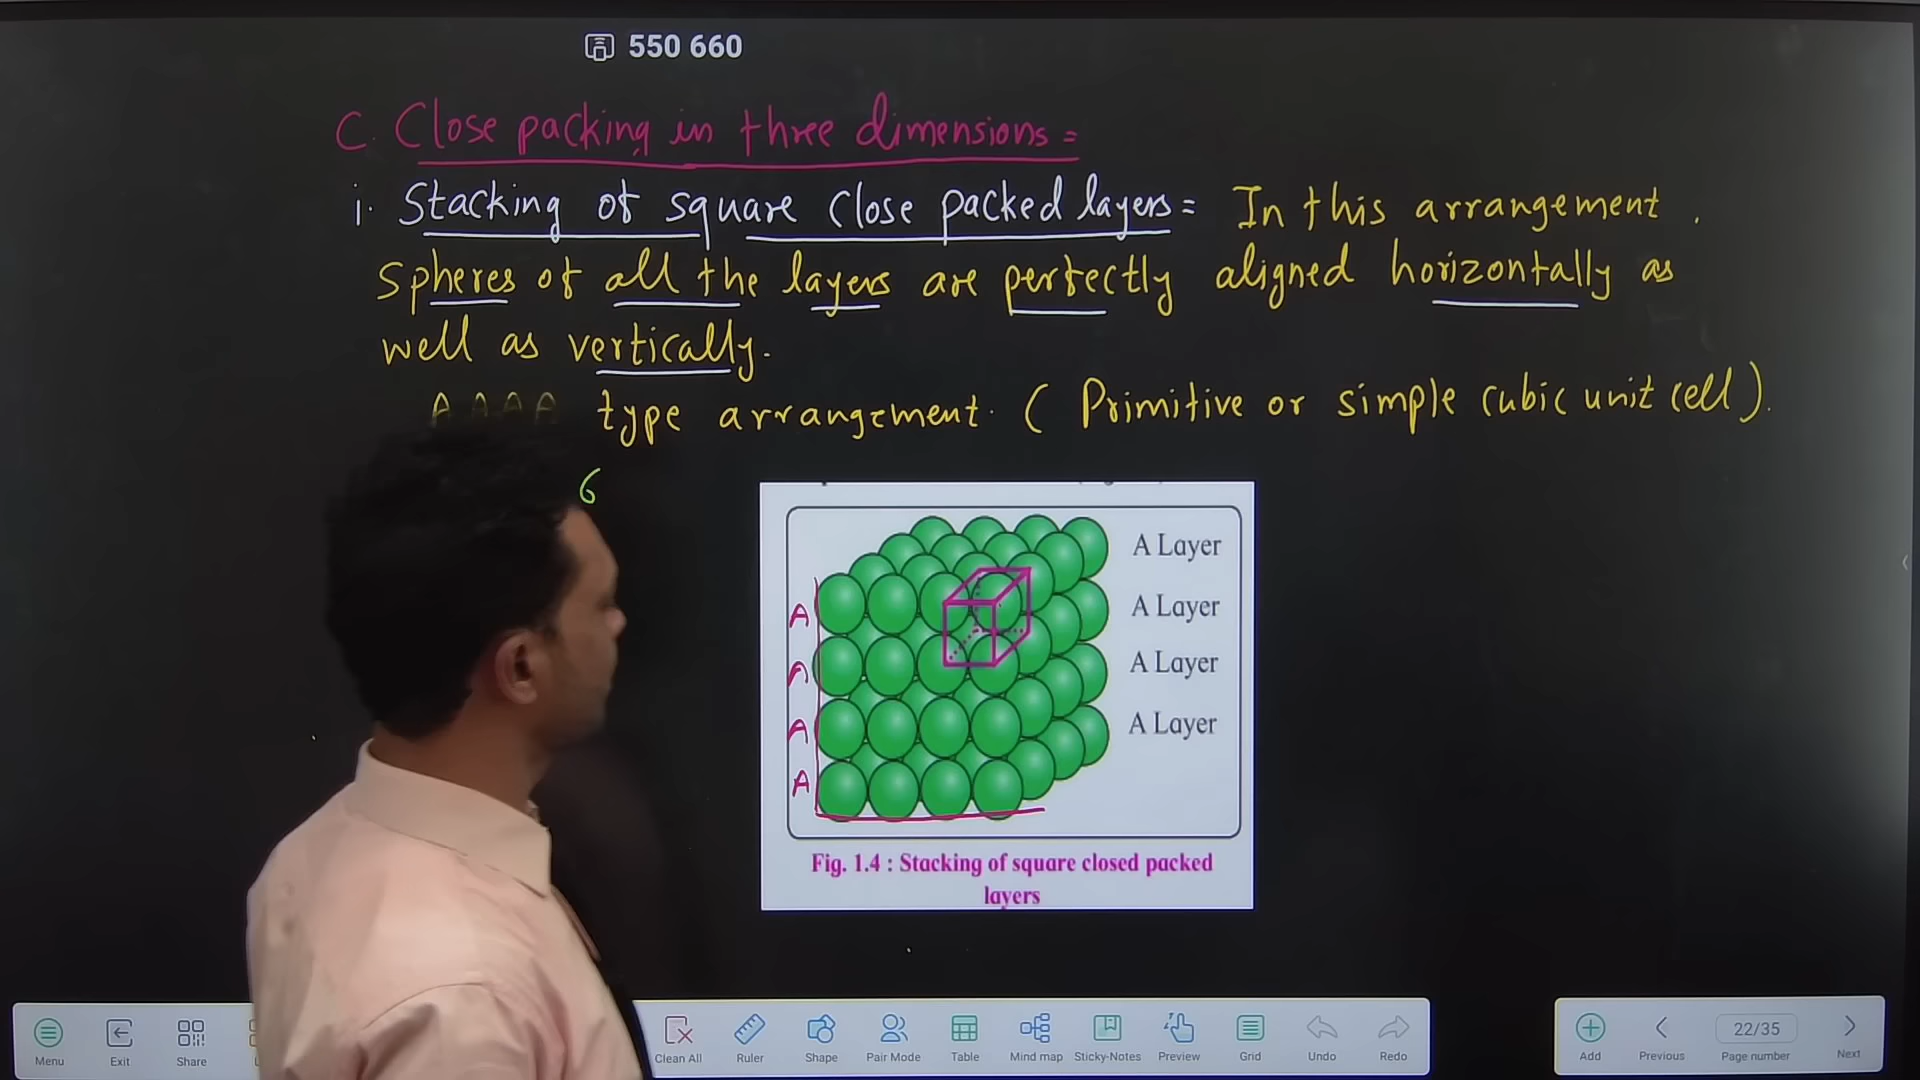 550 660
C. Close packing in three dimensions =
i. Stacking of square close packed layers = In this arrangement.
Spheres of all the layers are perfectly aligned horizontally as
well as vertically.
A A A A type arrangement. ( Primitive or simple cubic unit cell ).
6
A Layer
A
A Layer
A
A Layer
A
A Layer
A
Fig. 1.4 : Stacking of square closed packed
layers
Menu Exit Share Clean All Ruler Shape Pair Mode Table Mind map Sticky-Notes Preview Grid Undo Redo Add Previous 22/35 Page number Next